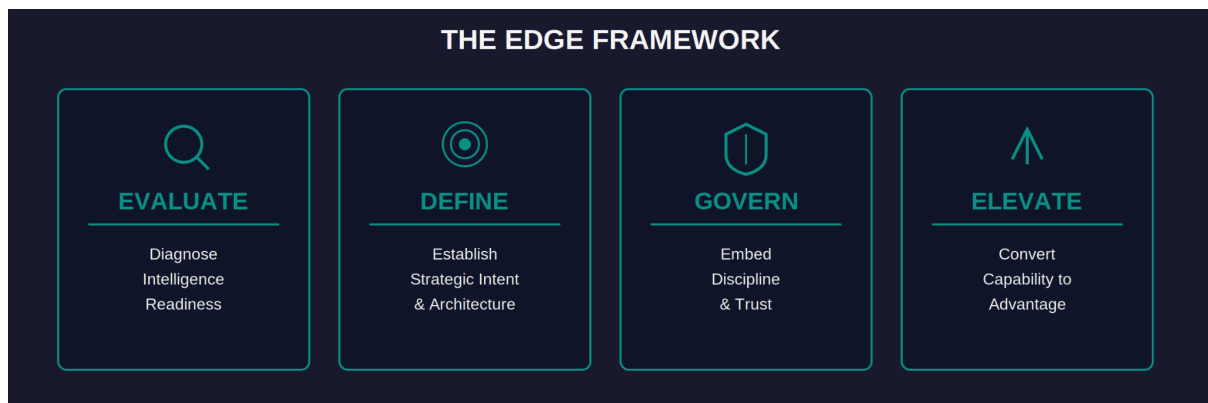 THE EDGE FRAMEWORK
EVALUATE
Diagnose
Intelligence
Readiness
DEFINE
Establish
Strategic Intent
& Architecture
GOVERN
Embed
Discipline
& Trust
ELEVATE
Convert
Capability to
Advantage